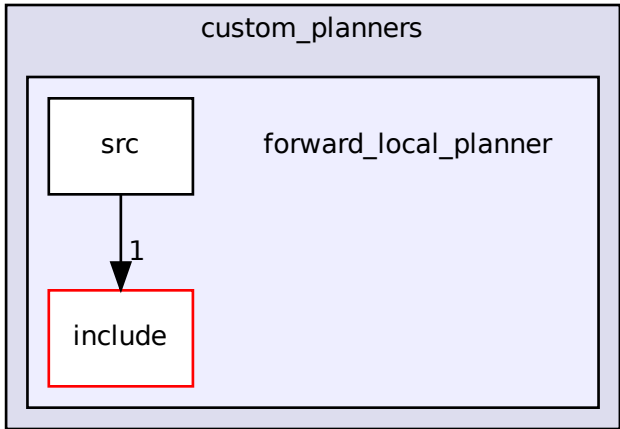 custom_planners
src
forward_local_planner
1
include